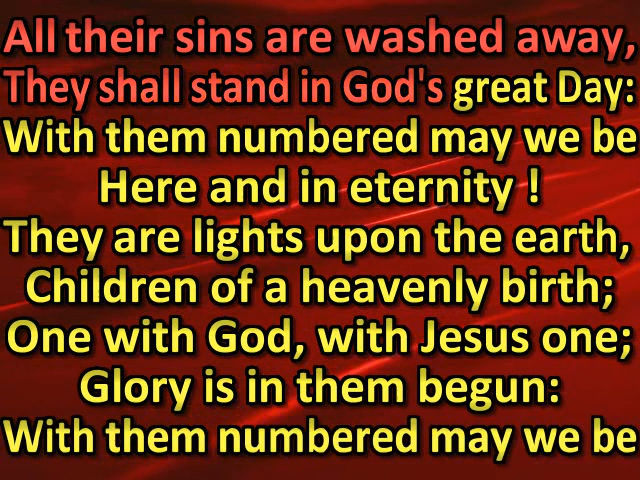 All their sins are washed away,
They shall stand in God's great Day:
With them numbered may we be
Here and in eternity !
They are lights upon the earth,
Children of a heavenly birth;
One with God, with Jesus one;
Glory is in them begun:
With them numbered may we be